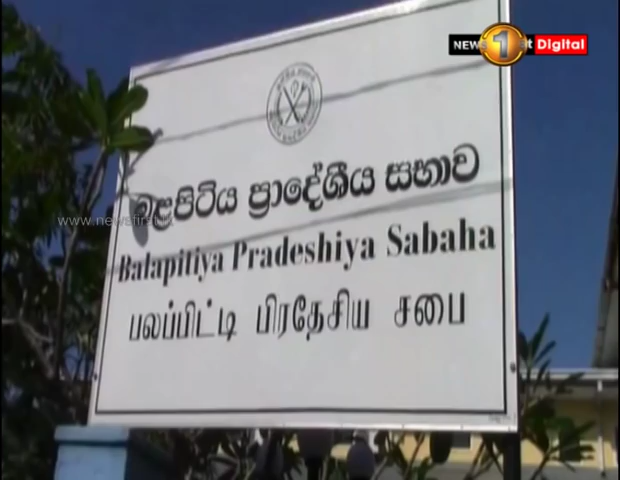 NEWS 1st Digital
බලපිටිය ප්‍රාදේශීය සභාව
www.newsfirst.lk
Balapitiya Pradeshiya Sabaha
பலப்பிட்டி பிரதேசிய சபை